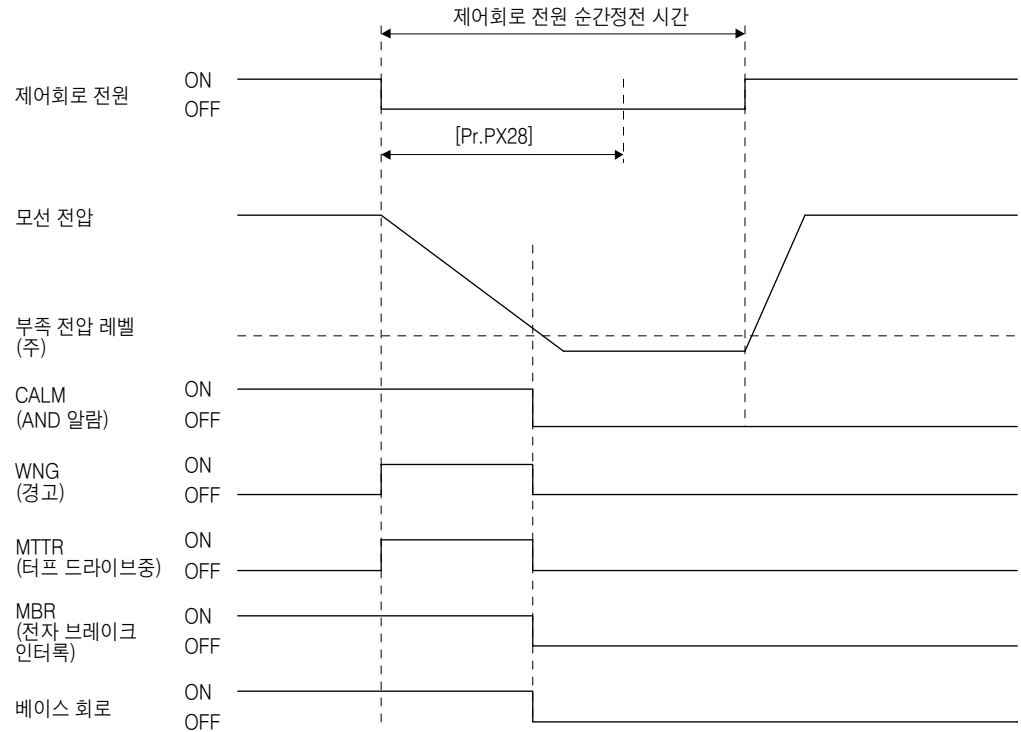 제어회로 전원 순간정전 시간
제어회로 전원
ON
OFF
[Pr.PX28]
모선 전압
부족 전압 레벨
(주)
CALM
(AND 알람)
ON
OFF
WNG
(경고)
ON
OFF
MTTR
(터프 드라이브중)
ON
OFF
MBR
(전자 브레이크
인터록)
ON
OFF
베이스 회로
ON
OFF